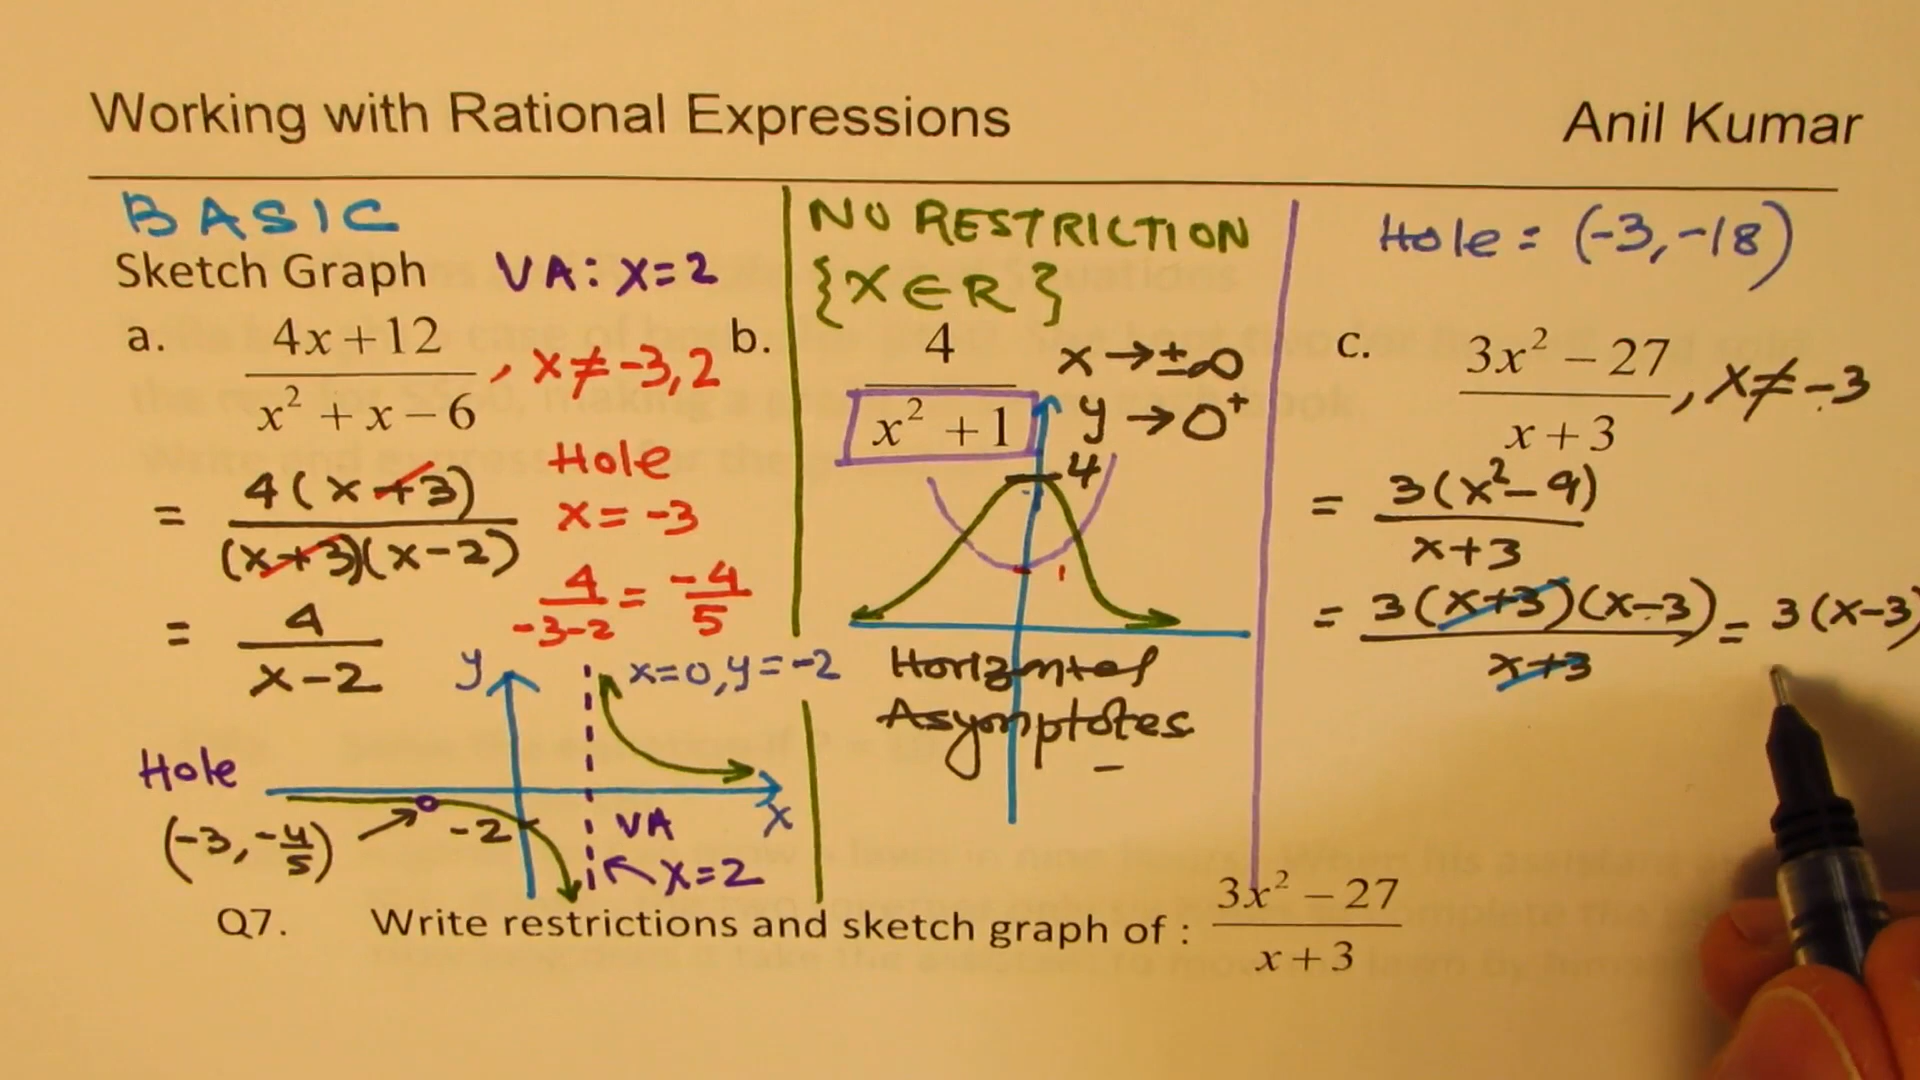 Working with Rational Expressions
Anil Kumar
BASIC
Sketch Graph VA: x=2
a. (4x+12)/(x² + x − 6), x≠-3,2
= 4(x+3)/((x+3)(x-2))
= 4/(x-2)
Hole
x = -3
4/(-3-2) = -4/5
x=0, y=-2
y
Hole
(-3, -4/5)
-2
VA
x=2
x
NO RESTRICTION
{x∈R}
b. 4/(x² + 1)
x→±∞
y→0⁺
4
1
Horizontal
Asymptotes
Hole = (-3,-18)
c. (3x² − 27)/(x+3), x≠-3
= 3(x²-9)/(x+3)
= 3(x+3)(x-3)/(x+3) = 3(x-3)
Q7. Write restrictions and sketch graph of : (3x² − 27)/(x+3)